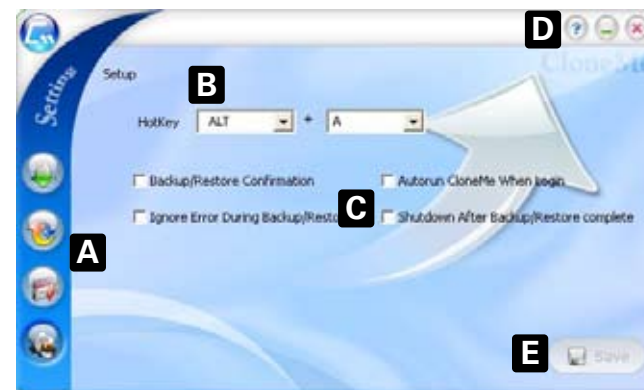 D
?
Setting
Setup
B
HotKey ALT + A
Backup/Restore Confirmation
Autorun CloneMe When login
Ignore Error During Backup/Resto
C
Shutdown After Backup/Restore complete
A
E
Save